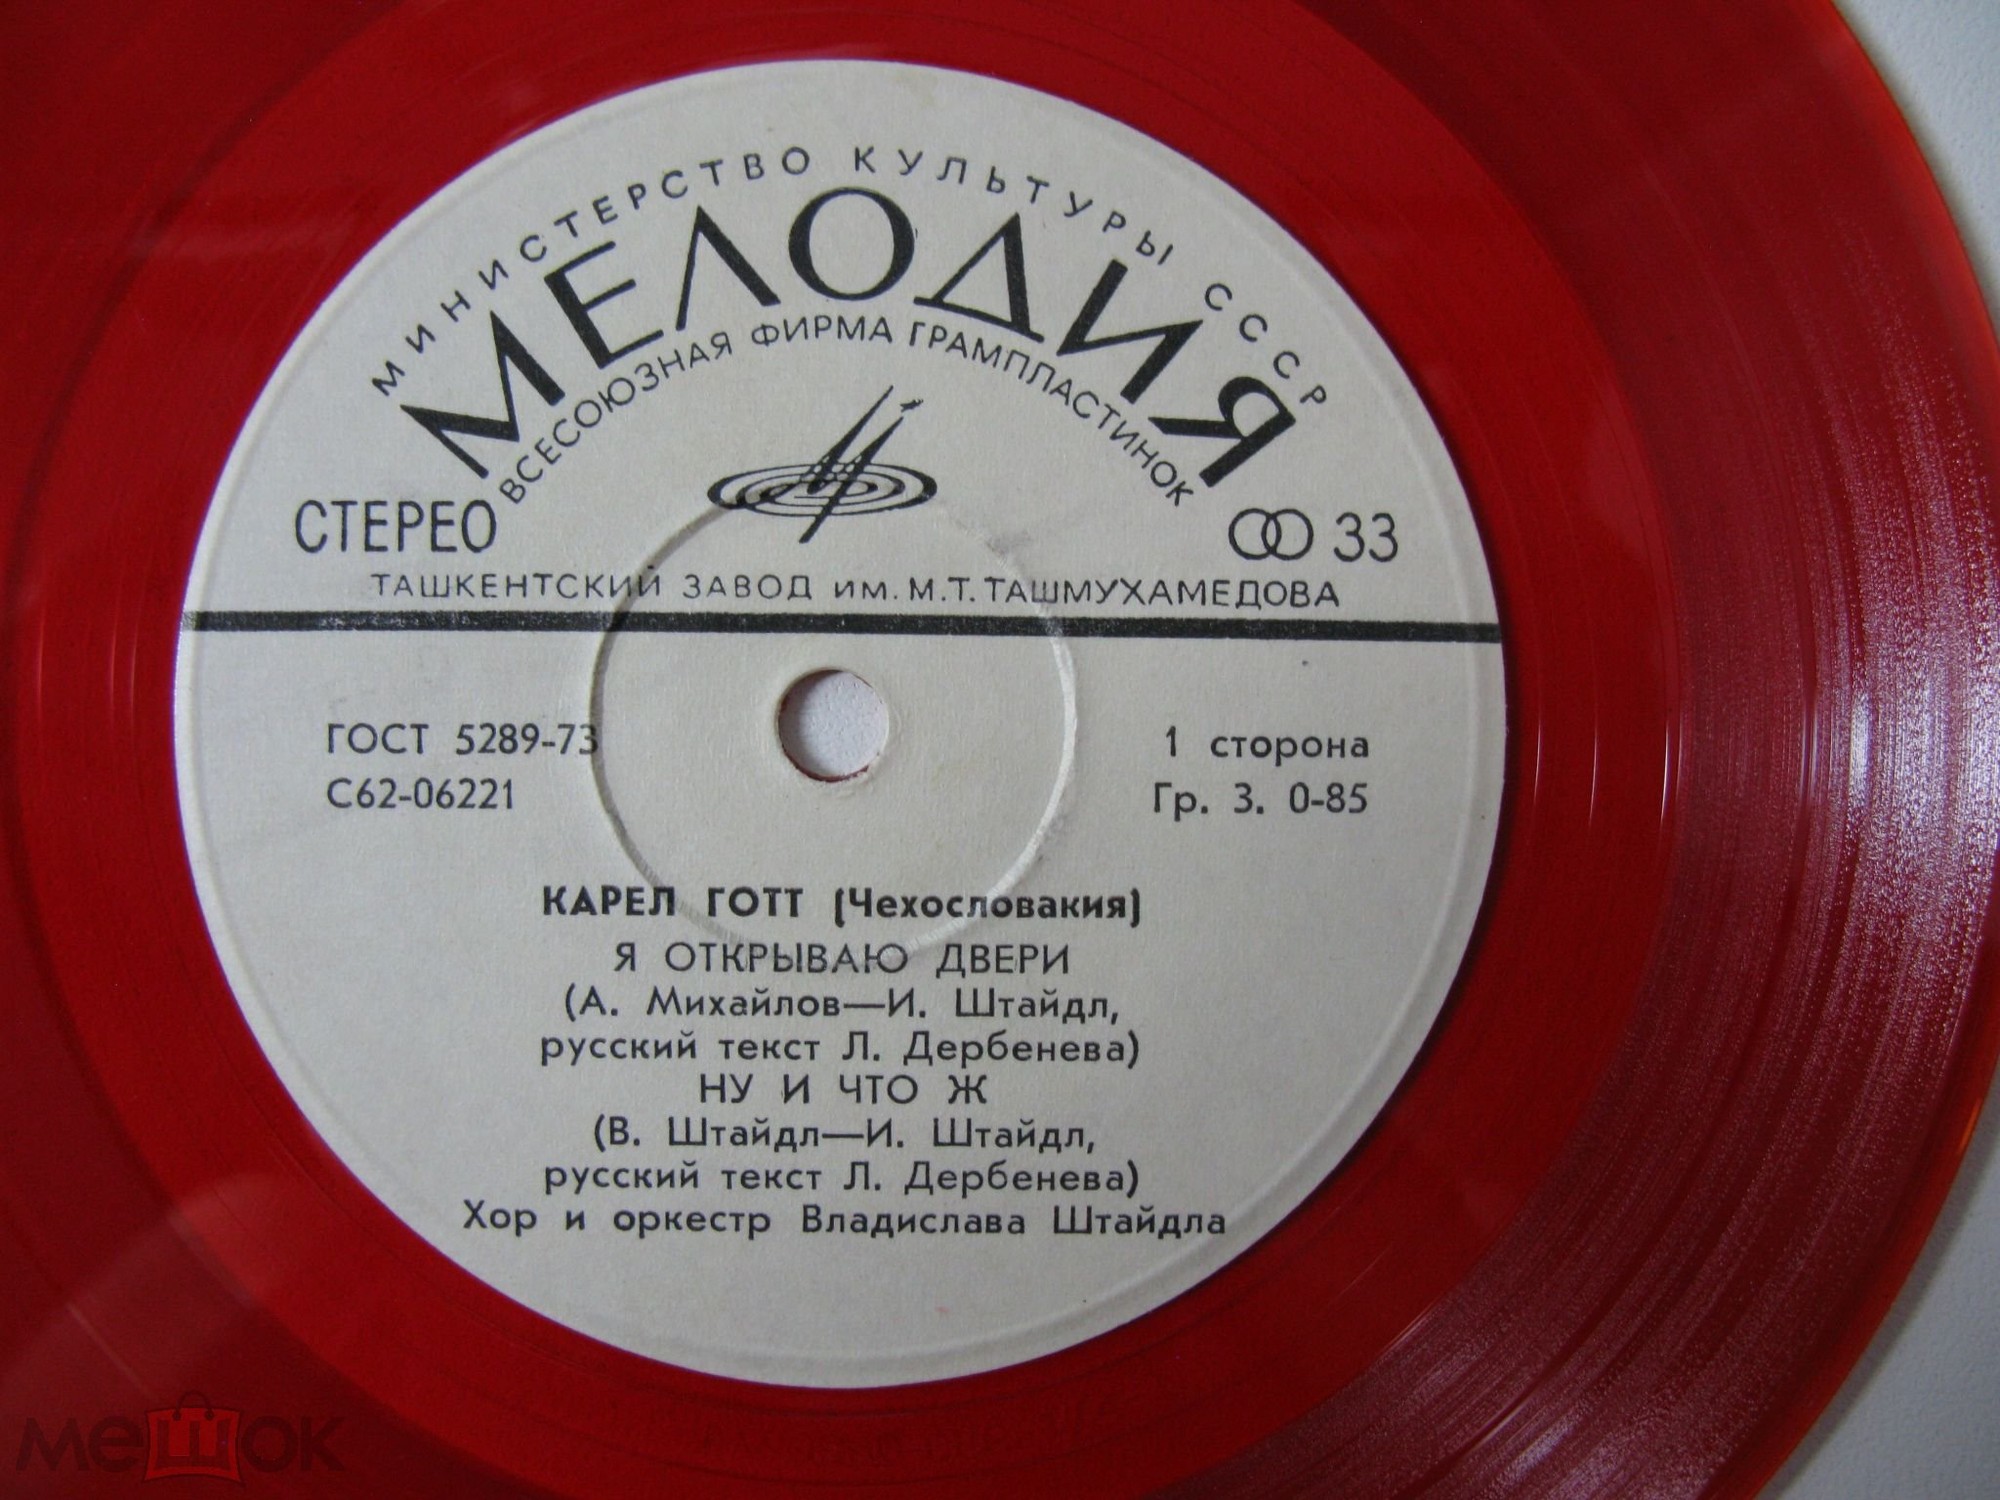 МИНИСТЕРСТВО КУЛЬТУРЫ СССР
МЕЛОДИЯ
ВСЕСОЮЗНАЯ ФИРМА ГРАМПЛАСТИНОК
СТЕРЕО
33
ТАШКЕНТСКИЙ ЗАВОД ИМ. М.Т. ТАШМУХАМЕДОВА
ГОСТ 5289-73
С62-06221
1 сторона
Гр. 3. 0-85
КАРЕЛ ГОТТ (Чехословакия)
Я ОТКРЫВАЮ ДВЕРИ
(А. Михайлов—И. Штайдл,
русский текст Л. Дербенева)
НУ И ЧТО Ж
(В. Штайдл—И. Штайдл,
русский текст Л. Дербенева)
Хор и оркестр Владислава Штайдла
мешок